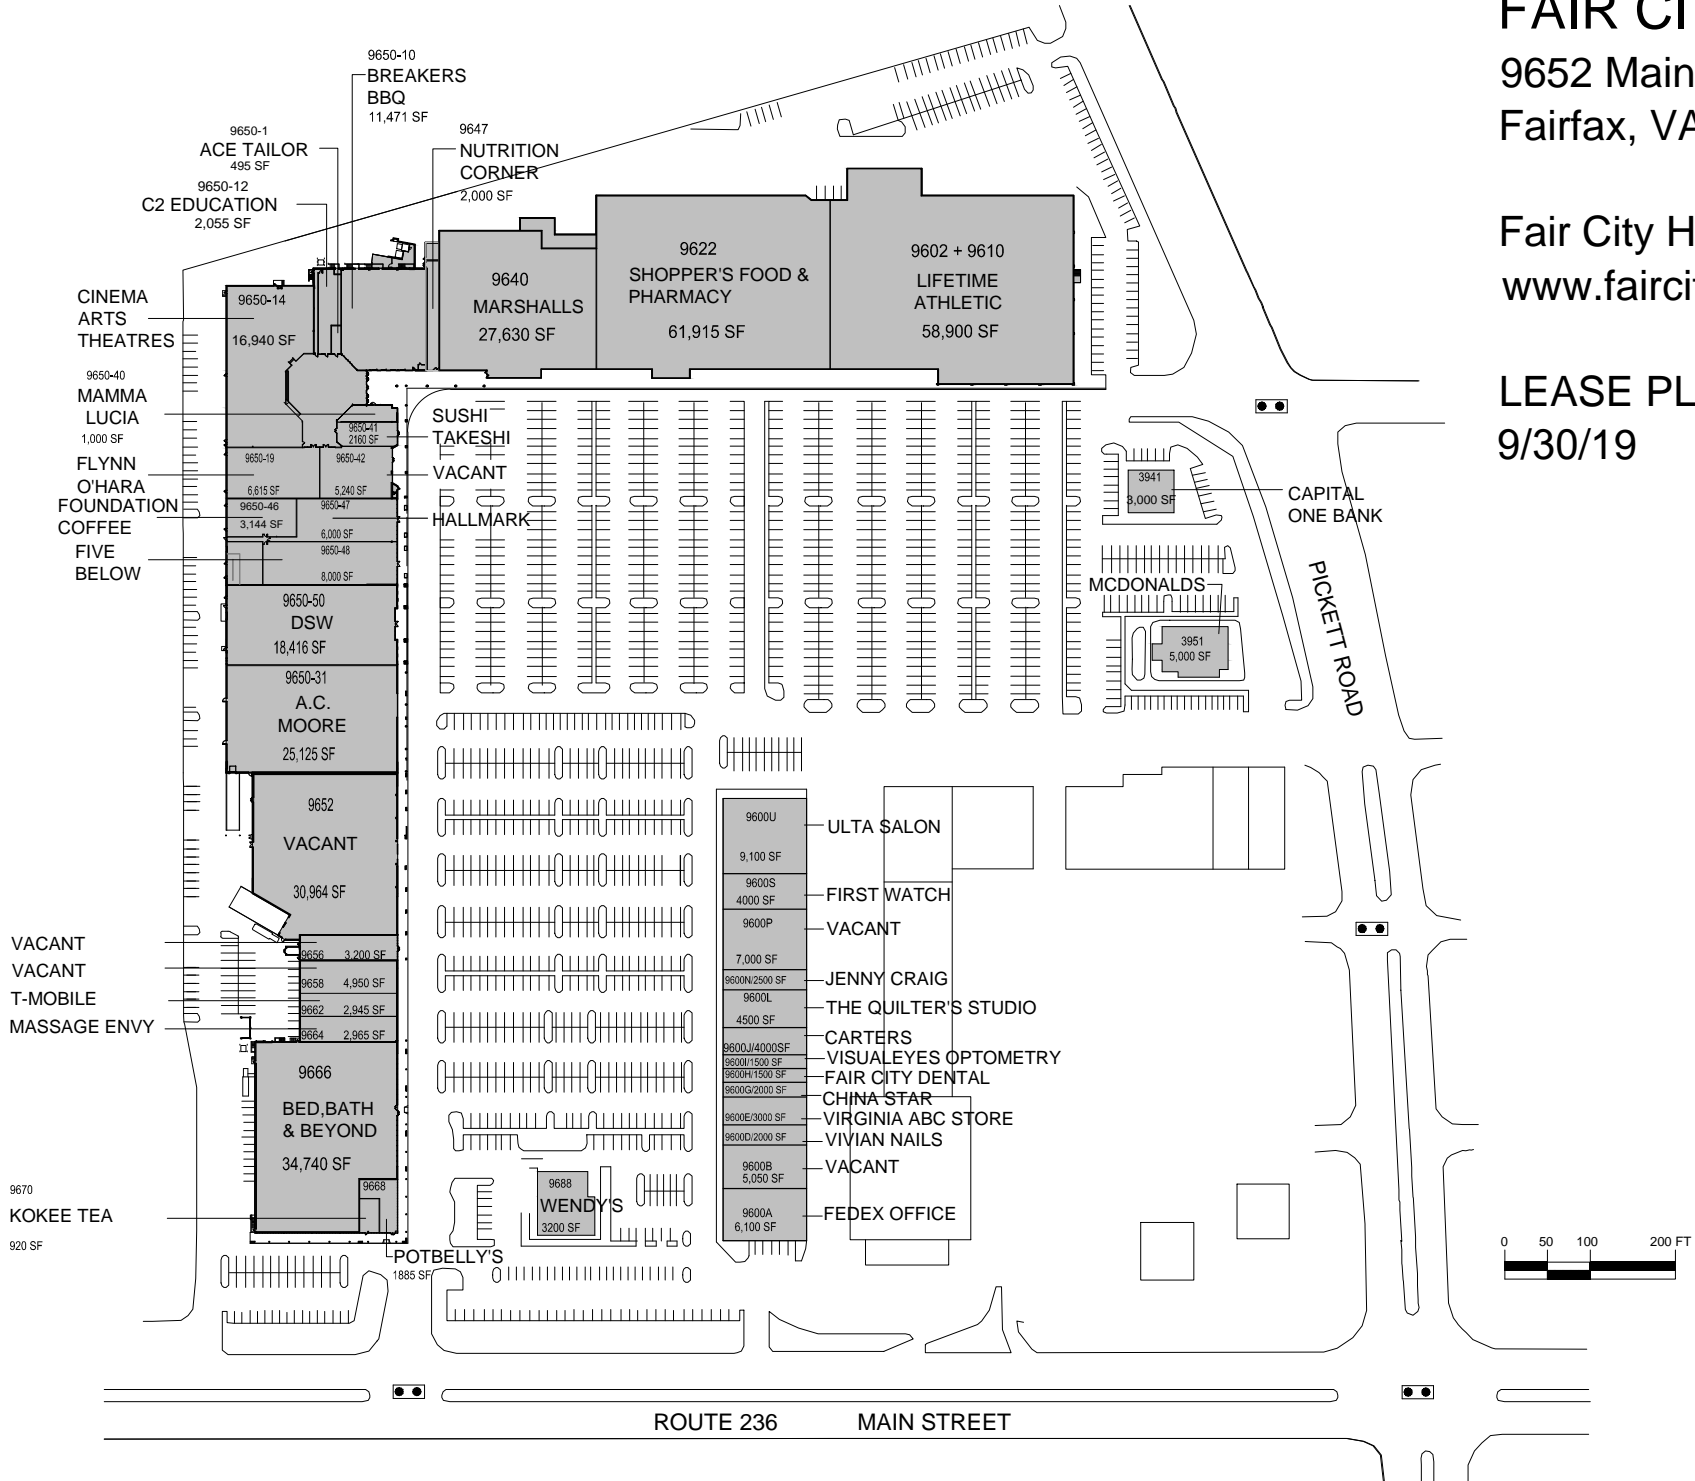 FAIR CI
9652 Main
Fairfax, VA
Fair City H
www.fairci
LEASE PL
9/30/19
9650-10
BREAKERS
BBQ
11,471 SF
9650-1
ACE TAILOR
495 SF
9650-12
C2 EDUCATION
2,055 SF
9647
NUTRITION
CORNER
2,000 SF
9640
MARSHALLS
27,630 SF
9622
SHOPPER'S FOOD &
PHARMACY
61,915 SF
9602 + 9610
LIFETIME
ATHLETIC
58,900 SF
CINEMA
ARTS
THEATRES
9650-14
16,940 SF
9650-40
MAMMA
LUCIA
1,000 SF
SUSHI
TAKESHI
9650-41
2160 SF
FLYNN
O'HARA
9650-19
6,615 SF
9650-42
5,240 SF
VACANT
FOUNDATION
COFFEE
9650-46
3,144 SF
9650-47
6,000 SF
HALLMARK
FIVE
BELOW
9650-48
8,000 SF
9650-50
DSW
18,416 SF
9650-31
A.C.
MOORE
25,125 SF
9652
VACANT
30,964 SF
VACANT
9656 3,200 SF
VACANT
9658 4,950 SF
T-MOBILE
9662 2,945 SF
MASSAGE ENVY
9664 2,965 SF
9666
BED,BATH
& BEYOND
34,740 SF
9668
9670
KOKEE TEA
920 SF
POTBELLY'S
1885 SF
9688
WENDY'S
3200 SF
3941
3,000 SF
CAPITAL
ONE BANK
MCDONALDS
3951
5,000 SF
PICKETT ROAD
9600U
9,100 SF
ULTA SALON
9600S
4000 SF
FIRST WATCH
9600P
7,000 SF
VACANT
9600N/2500 SF
JENNY CRAIG
9600L
4500 SF
THE QUILTER'S STUDIO
9600J/4000SF
CARTERS
9600I/1500 SF
VISUALEYES OPTOMETRY
9600H/1500 SF
FAIR CITY DENTAL
9600G/2000 SF
CHINA STAR
9600E/3000 SF
VIRGINIA ABC STORE
9600D/2000 SF
VIVIAN NAILS
9600B
5,050 SF
VACANT
9600A
6,100 SF
FEDEX OFFICE
0 50 100 200 FT
ROUTE 236 MAIN STREET